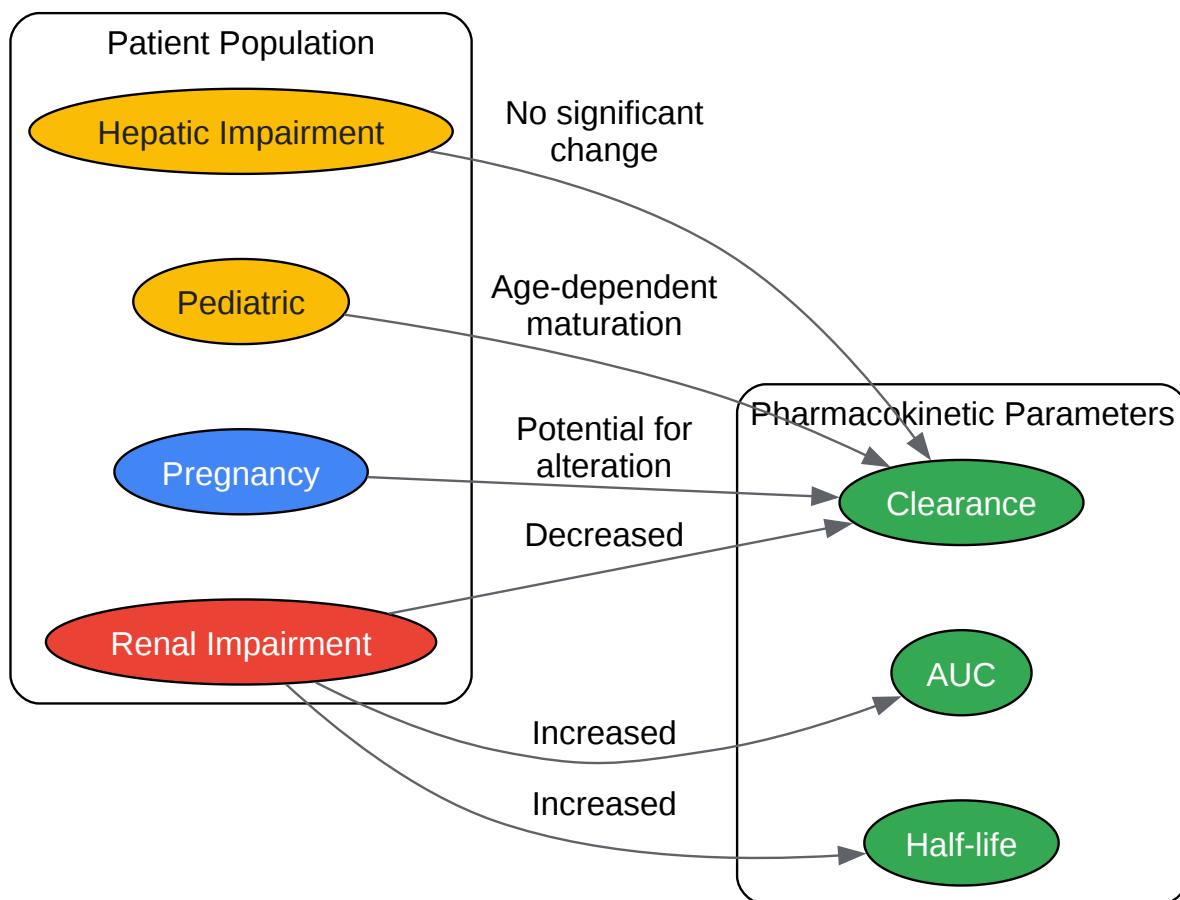 Patient Population
Hepatic Impairment
No significant
change
Pediatric
Age-dependent
maturation
Pharmacokinetic Parameters
Pregnancy
Potential for
alteration
Clearance
Decreased
Renal Impairment
AUC
Increased
Increased
Half-life